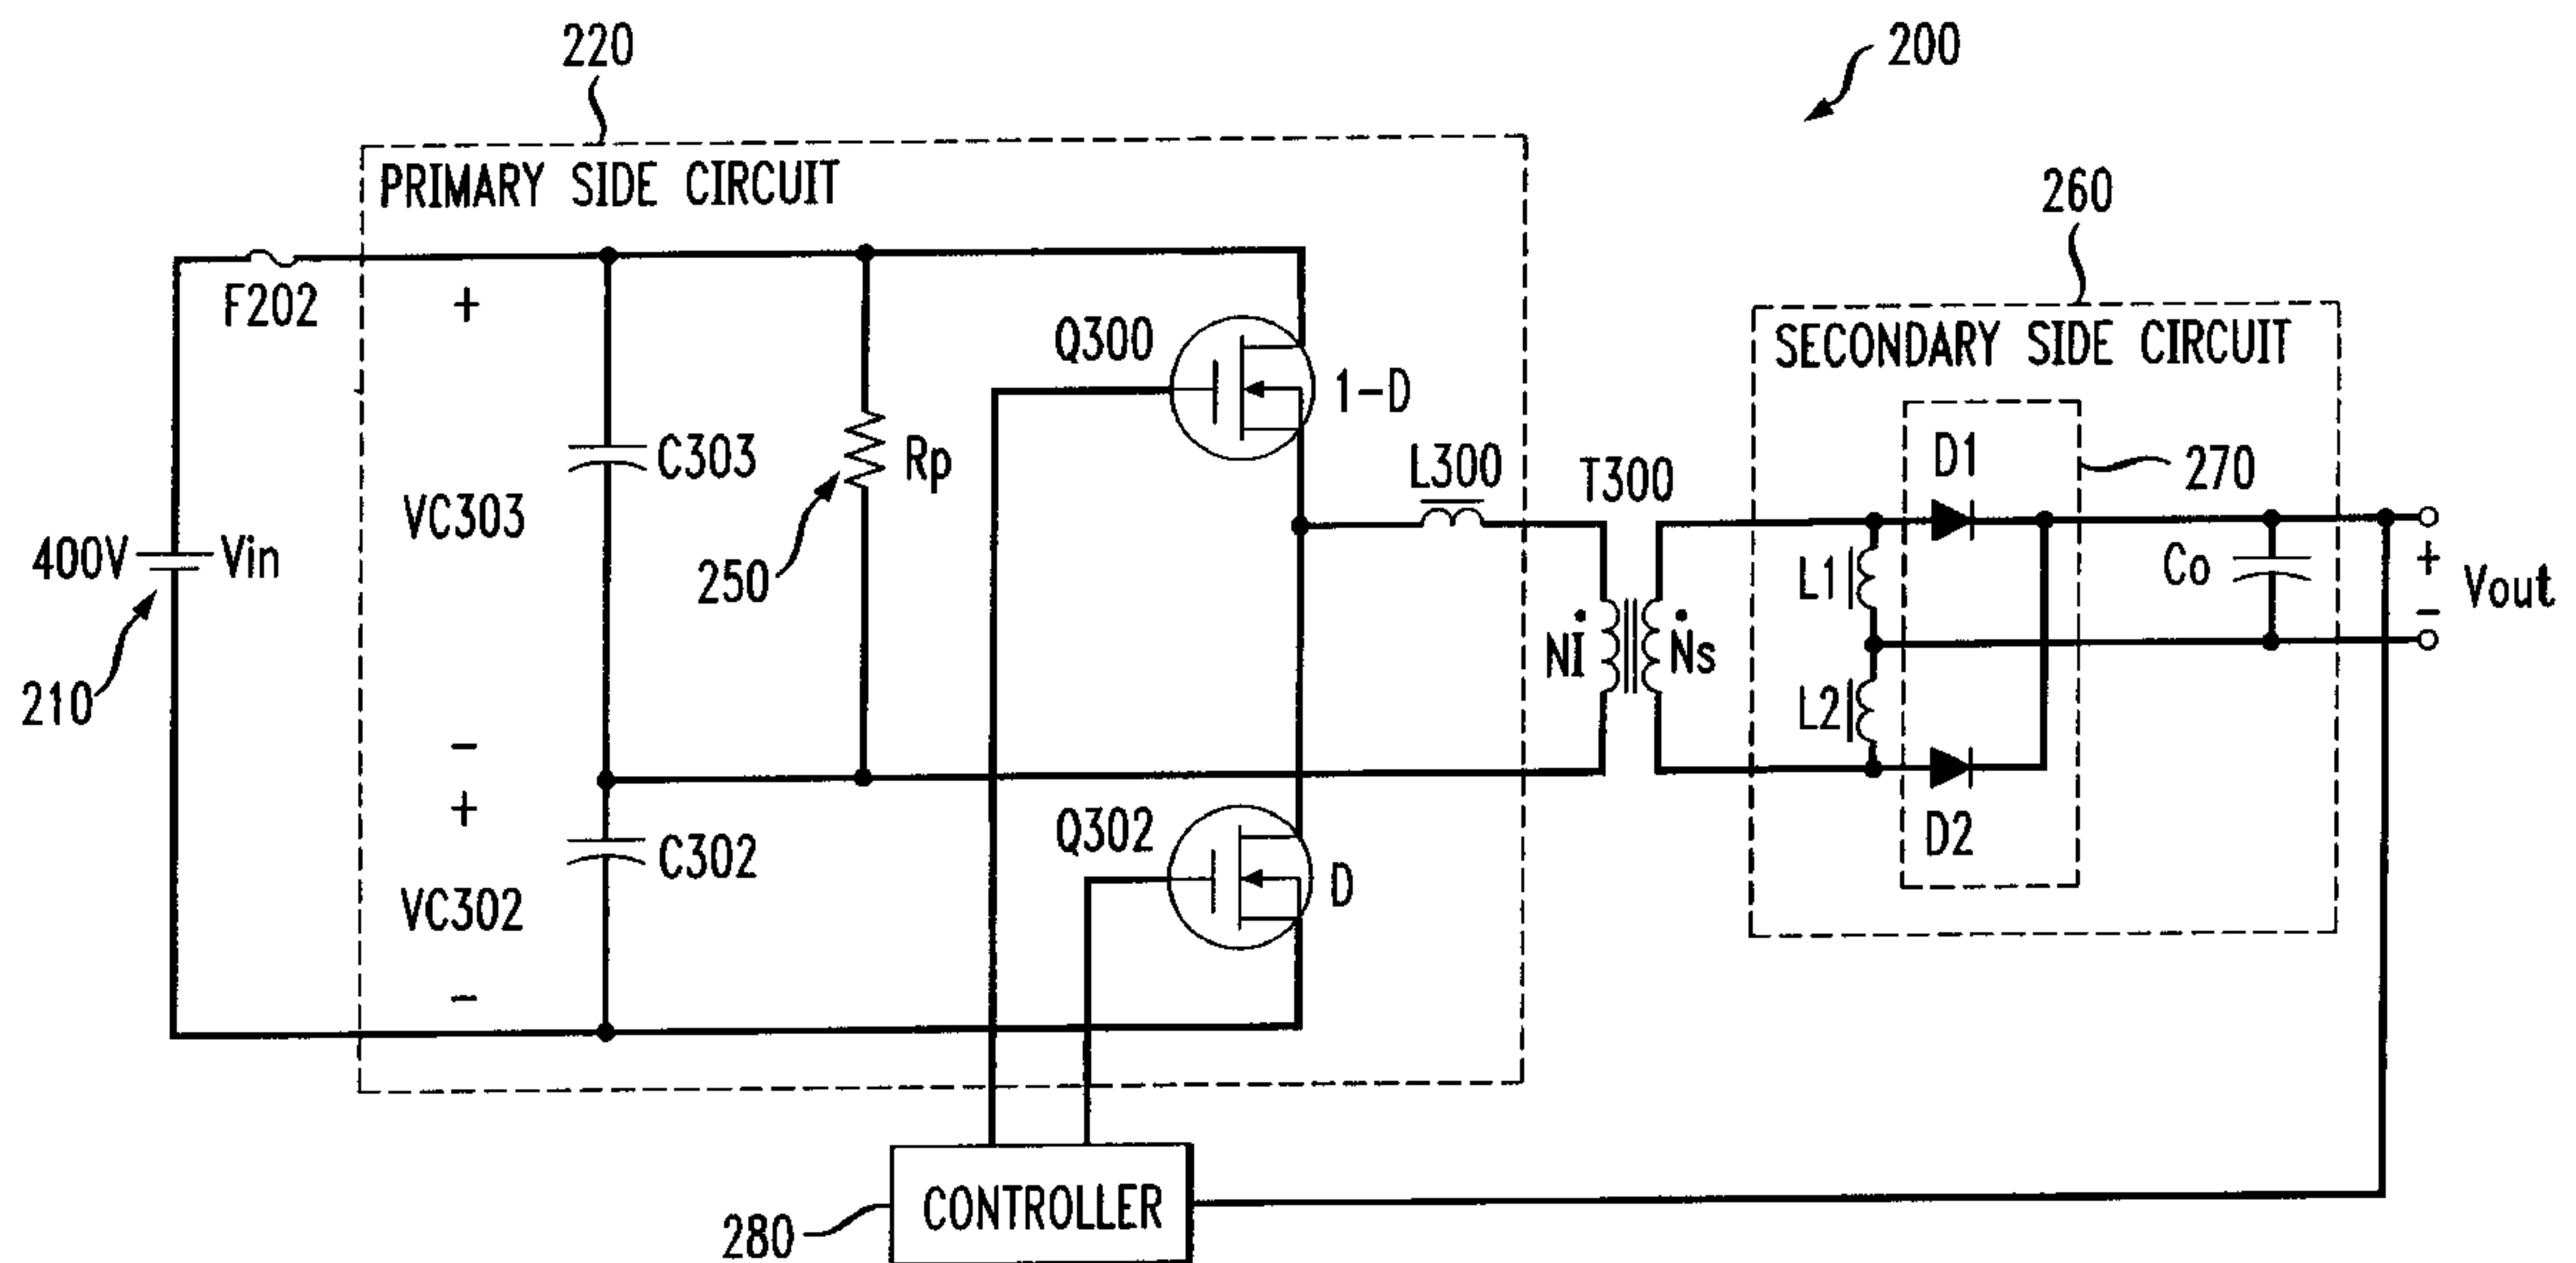 220
200
PRIMARY SIDE CIRCUIT
260
F202
+
Q300
SECONDARY SIDE CIRCUIT
1-D
D1
C303
Rp
L300
T300
270
VC303
400V
Vin
250
L1
Co
+
Vout
-
NI
Ns
210
L2
-
+
Q302
D2
C302
D
VC302
-
CONTROLLER
280